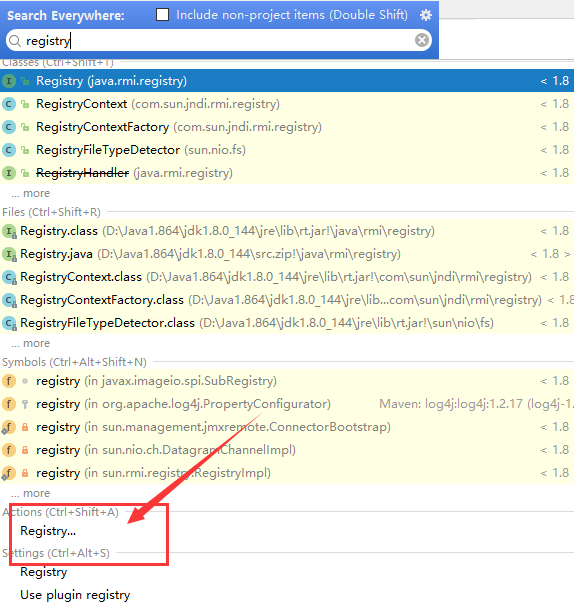 Search Everywhere: Include non-project items (Double Shift)
registry
Classes (Ctrl+Shift+T)
Registry (java.rmi.registry) < 1.8
RegistryContext (com.sun.jndi.rmi.registry) < 1.8
RegistryContextFactory (com.sun.jndi.rmi.registry) < 1.8
RegistryFileTypeDetector (sun.nio.fs) < 1.8
RegistryHandler (java.rmi.registry) < 1.8
... more
Files (Ctrl+Shift+R)
Registry.class (D:\Java1.864\jdk1.8.0_144\jre\lib\rt.jar!\java\rmi\registry) < 1.8
Registry.java (D:\Java1.864\jdk1.8.0_144\src.zip!\java\rmi\registry) < 1.8 >
RegistryContext.class (D:\Java1.864\jdk1.8.0_144\jre\lib\rt.jar!\com\sun\jndi\rmi\registry) < 1.8
RegistryContextFactory.class (D:\Java1.864\jdk1.8.0_144\jre\lib...com\sun\jndi\rmi\registry) < 1.8
RegistryFileTypeDetector.class (D:\Java1.864\jdk1.8.0_144\jre\lib\rt.jar!\sun\nio\fs) < 1.8
... more
Symbols (Ctrl+Alt+Shift+N)
registry (in javax.imageio.spi.SubRegistry) < 1.8
registry (in org.apache.log4j.PropertyConfigurator) Maven: log4j:log4j:1.2.17 (log4j-1.
registry (in sun.management.jmxremote.ConnectorBootstrap) < 1.8
registry (in sun.nio.ch.DatagramChannelImpl) < 1.8
registry (in sun.rmi.registry.RegistryImpl) < 1.8
... more
Actions (Ctrl+Shift+A)
Registry...
Settings (Ctrl+Alt+S)
Registry
Use plugin registry